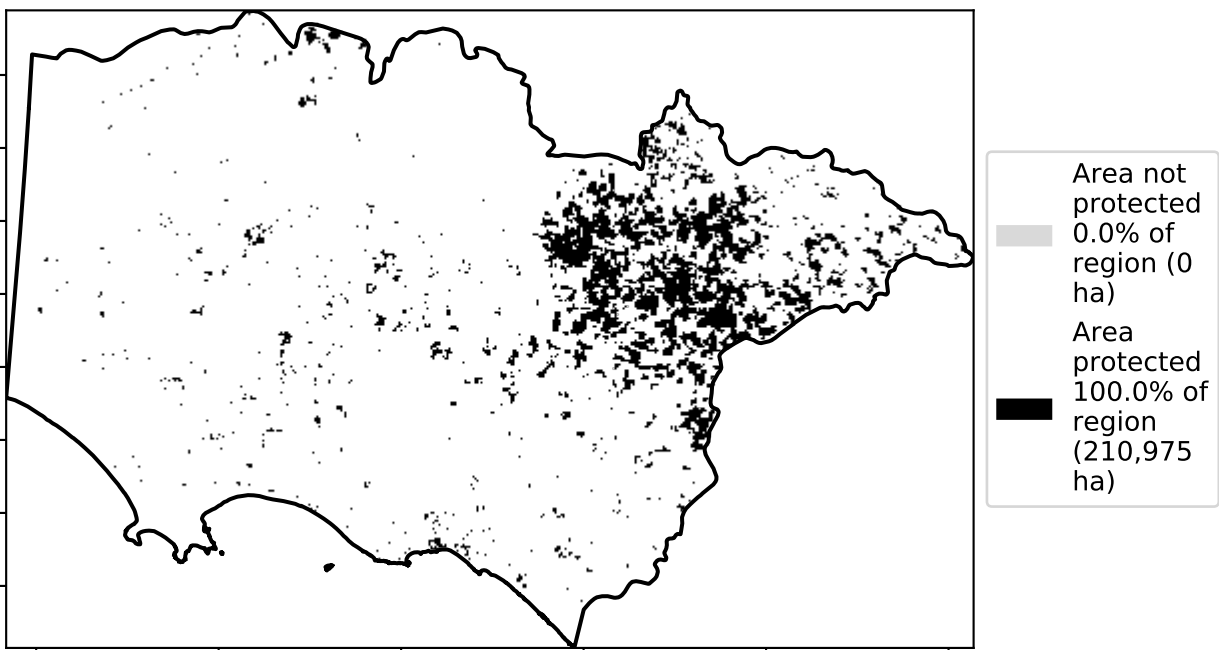 Area not
protected
0.0% of
region (0
ha)
Area
protected
100.0% of
region
(210,975
ha)